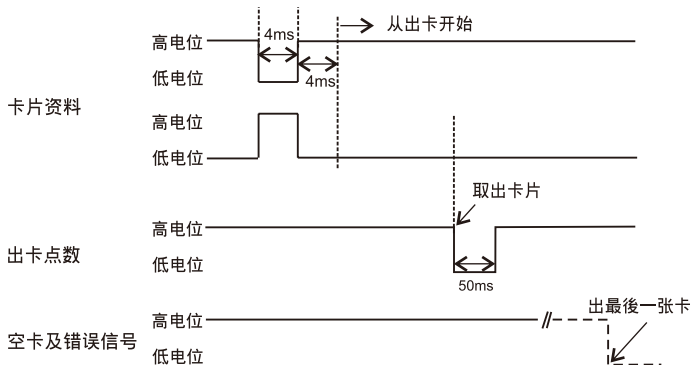 从出卡开始
4ms
高电位
低电位
4ms
卡片资料
高电位
低电位
取出卡片
高电位
出卡点数
低电位
50ms
出最後一张卡
高电位
空卡及错误信号
低电位